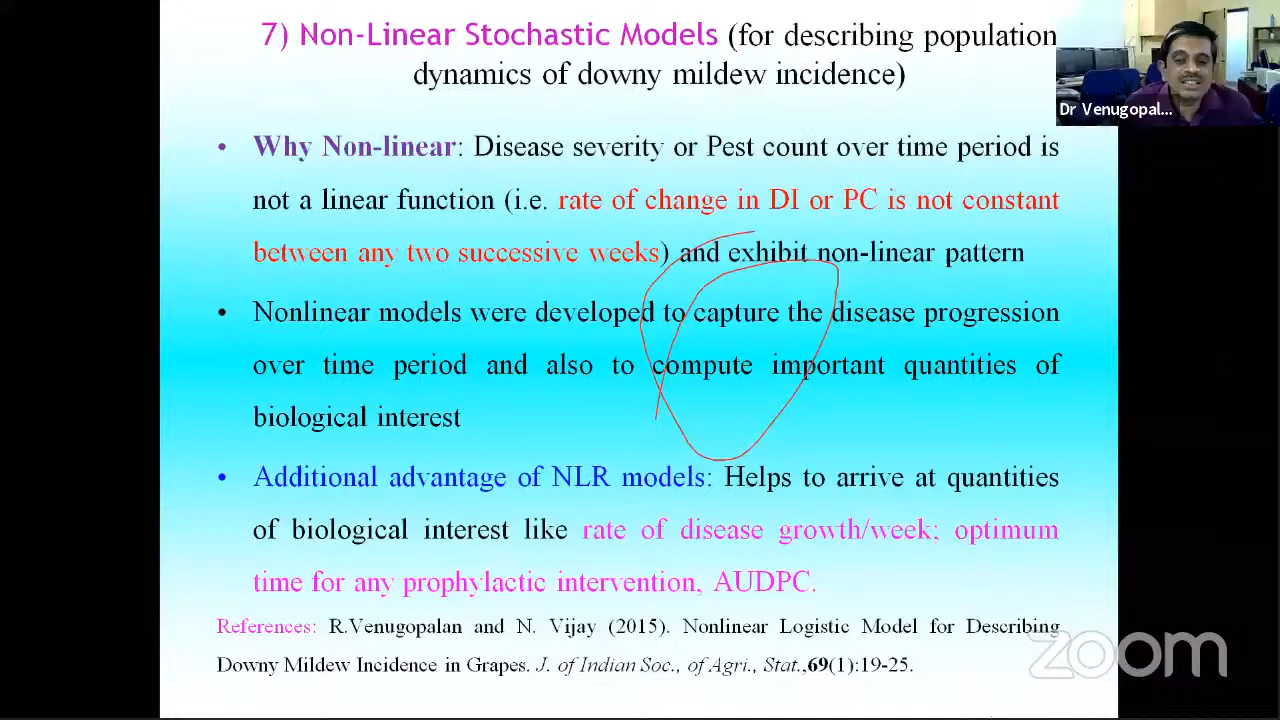 7) Non-Linear Stochastic Models (for describing population
dynamics of downy mildew incidence)
Dr Venugopal...
• Why Non-linear: Disease severity or Pest count over time period is
not a linear function (i.e. rate of change in DI or PC is not constant
between any two successive weeks) and exhibit non-linear pattern
• Nonlinear models were developed to capture the disease progression
over time period and also to compute important quantities of
biological interest
• Additional advantage of NLR models: Helps to arrive at quantities
of biological interest like rate of disease growth/week; optimum
time for any prophylactic intervention, AUDPC.
References: R.Venugopalan and N. Vijay (2015). Nonlinear Logistic Model for Describing
Downy Mildew Incidence in Grapes. J. of Indian Soc., of Agri., Stat.,69(1):19-25.
zoom